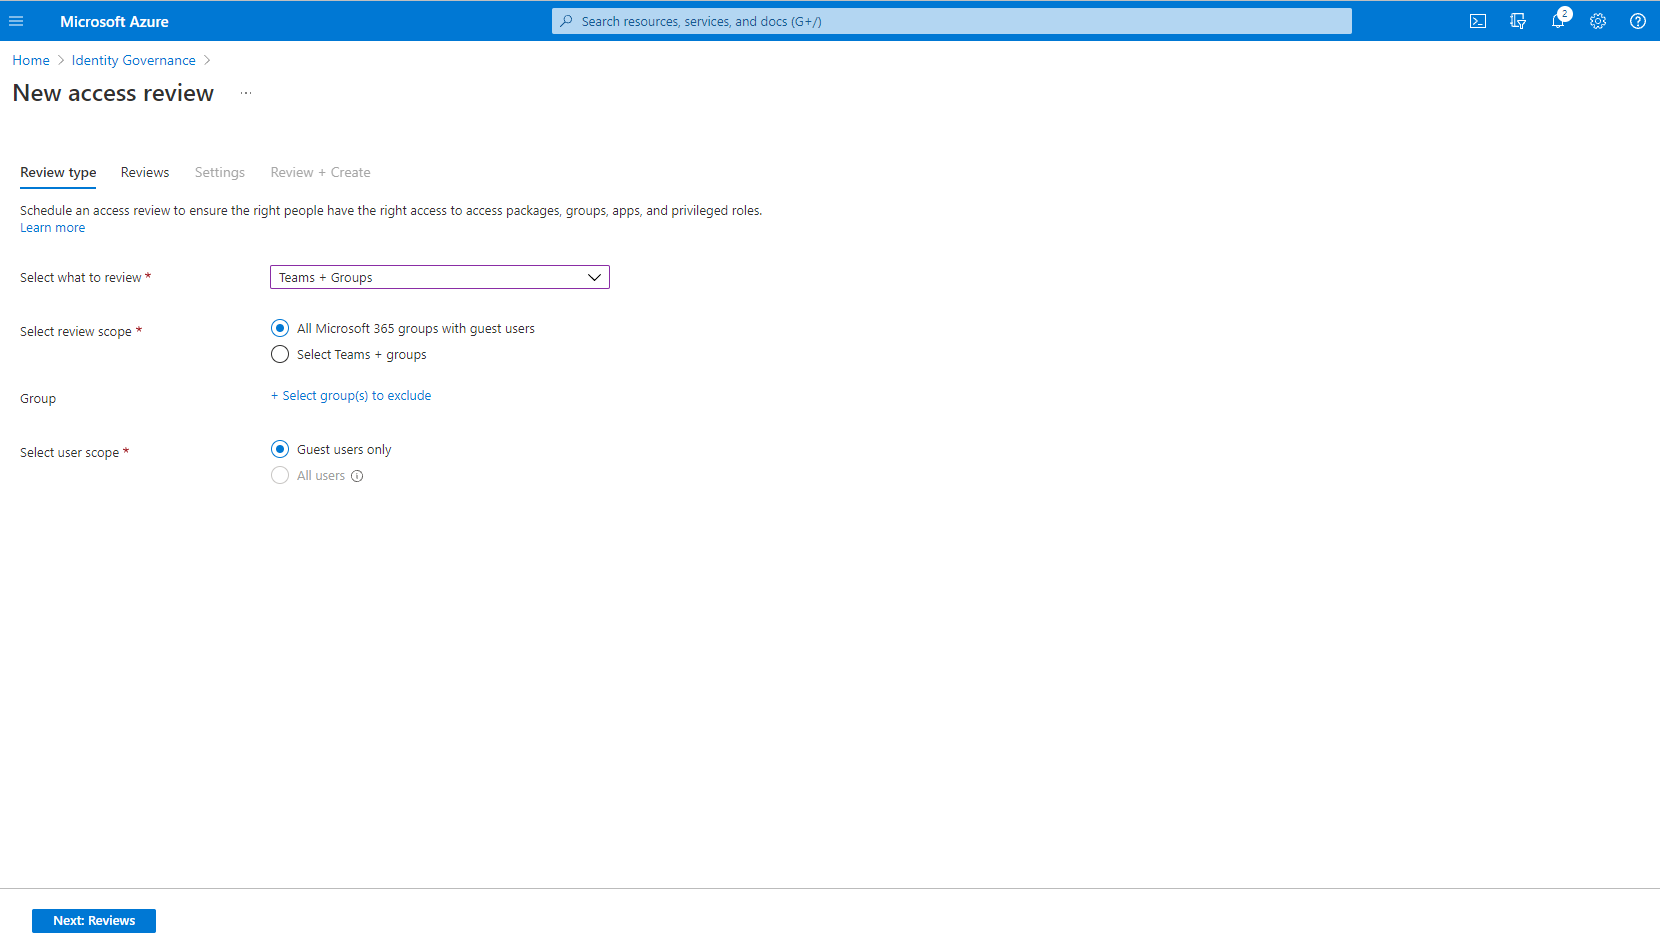 Microsoft Azure
Search resources, services, and docs (G+/)
2
Home > Identity Governance >
New access review ...
Review type Reviews Settings Review + Create
Schedule an access review to ensure the right people have the right access to access packages, groups, apps, and privileged roles.
Learn more
Select what to review * Teams + Groups
Select review scope * All Microsoft 365 groups with guest users
Select Teams + groups
Group + Select group(s) to exclude
Select user scope * Guest users only
All users
Next: Reviews